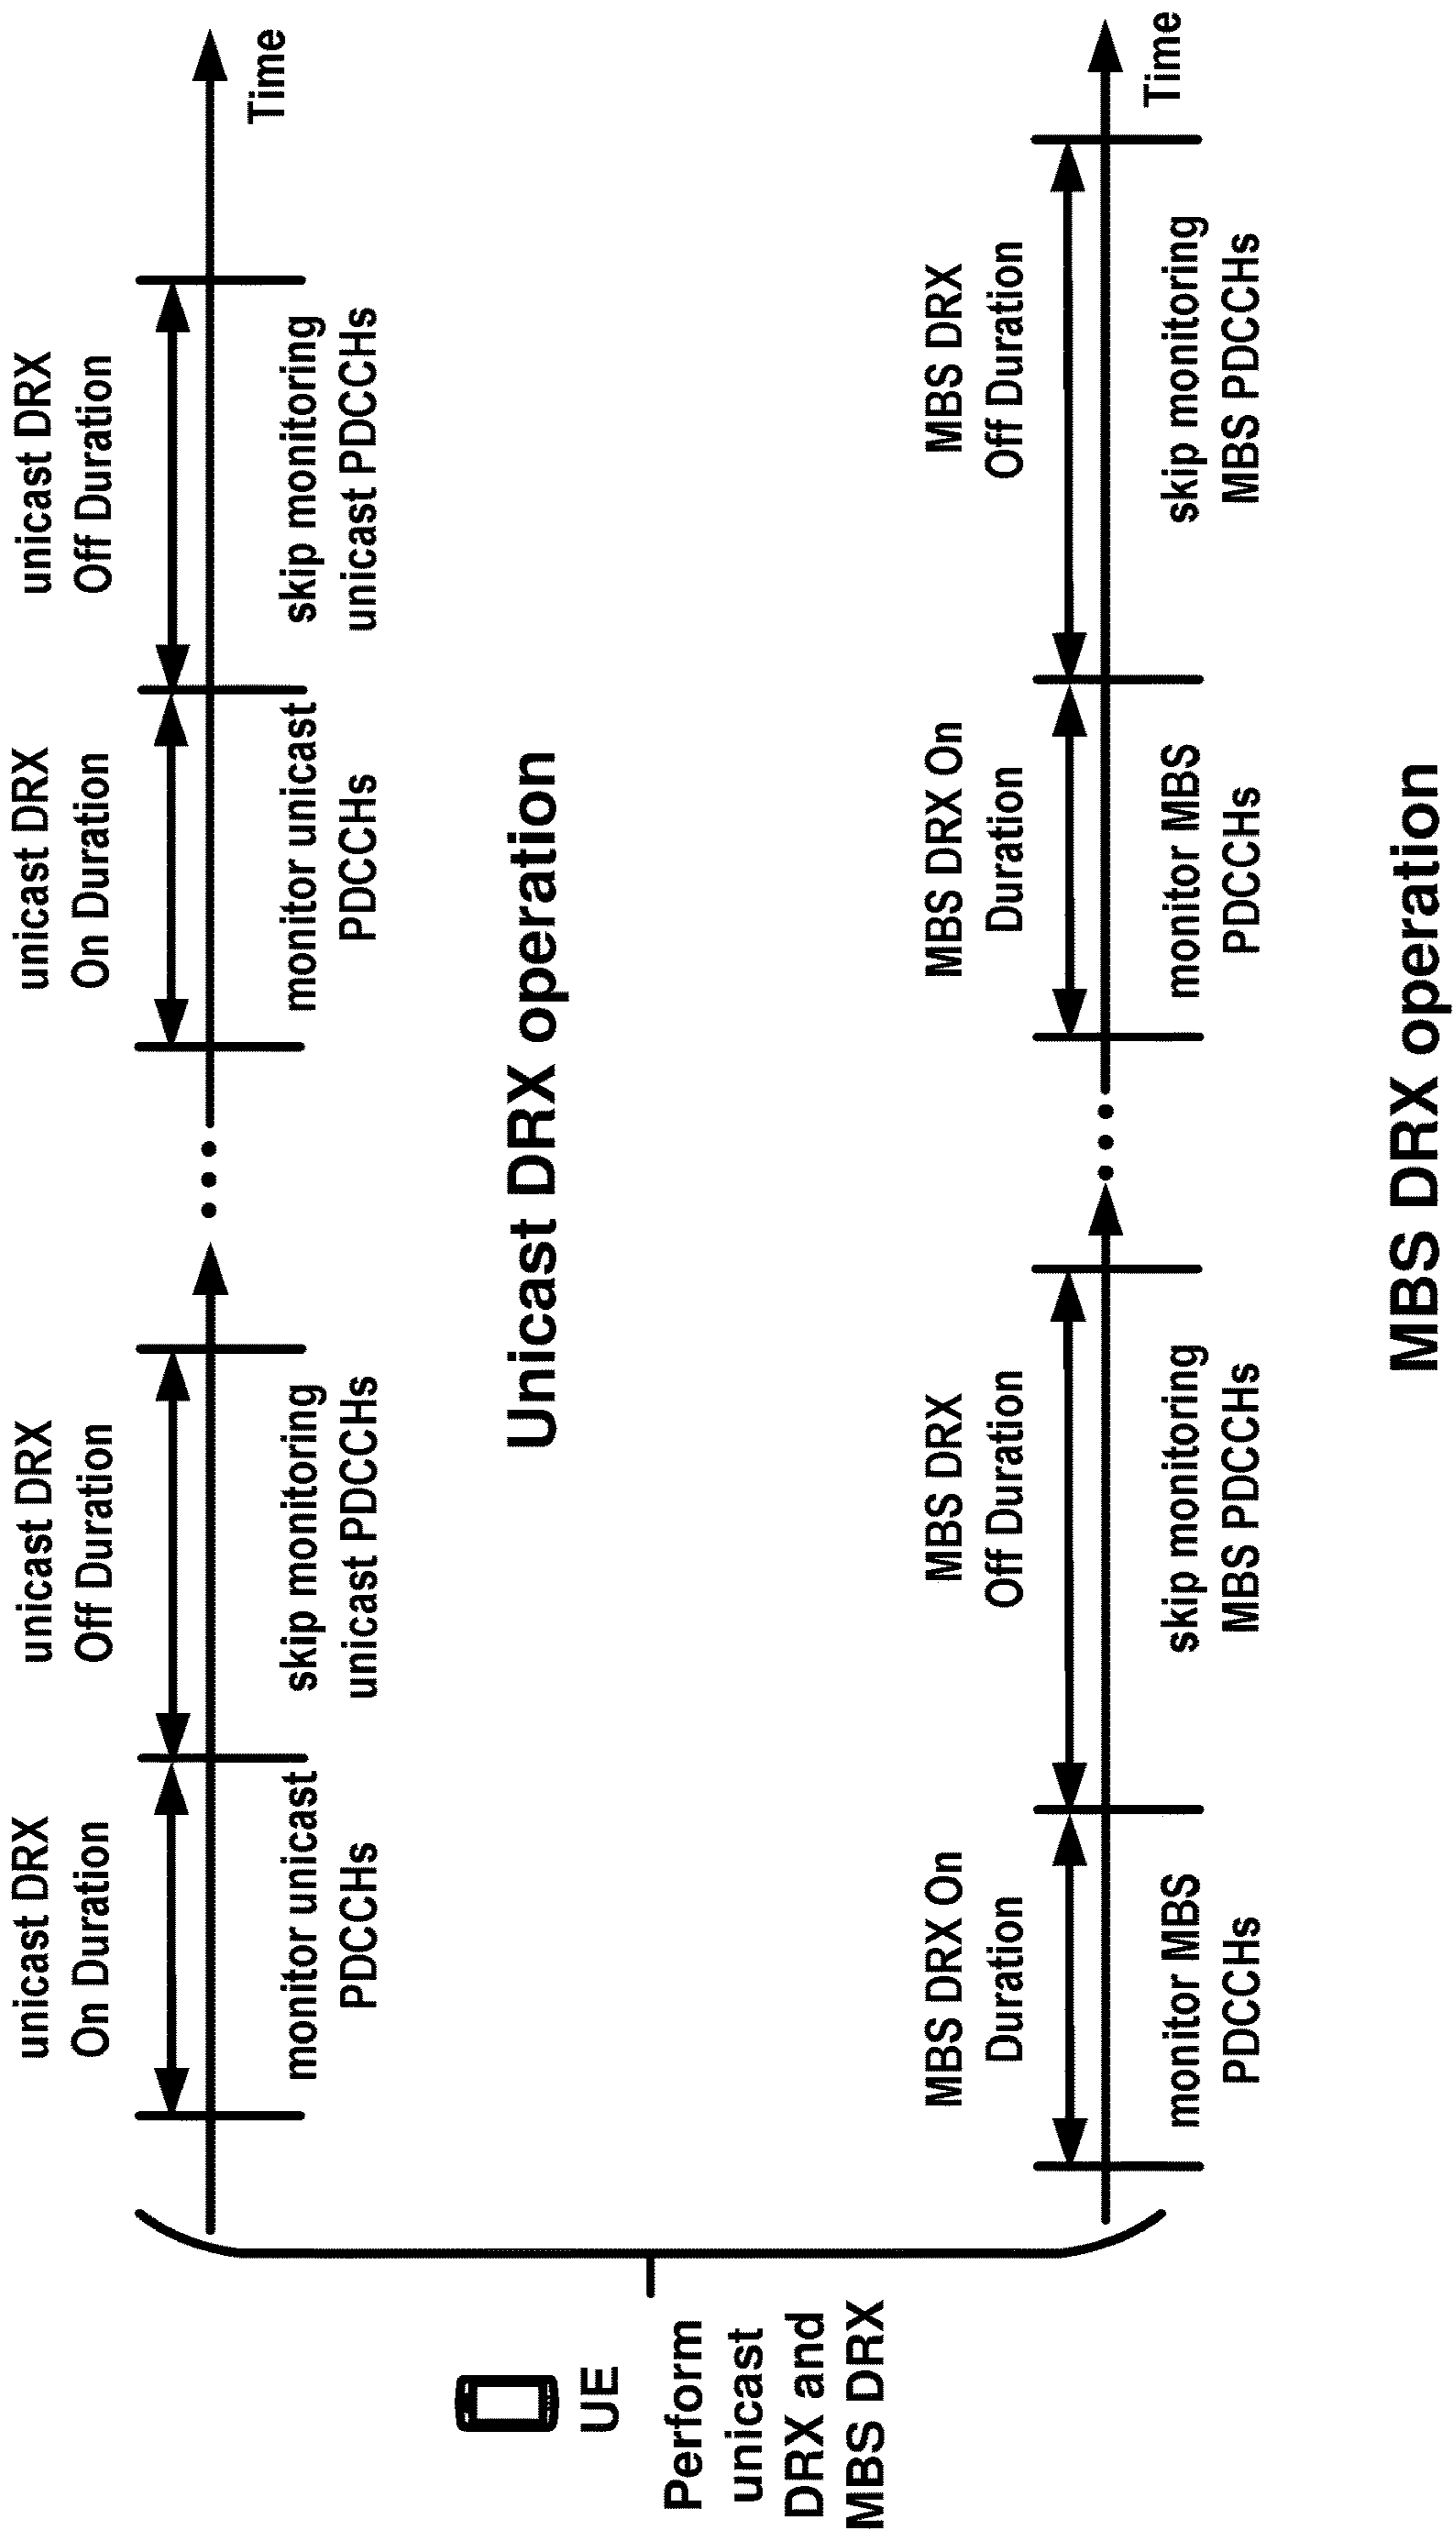 UE
Perform
unicast
DRX and
MBS DRX
unicast DRX
On Duration
monitor unicast
PDCCHs
unicast DRX
Off Duration
skip monitoring
unicast PDCCHs
unicast DRX
On Duration
monitor unicast
PDCCHs
unicast DRX
Off Duration
skip monitoring
unicast PDCCHs
Time
Unicast DRX operation
MBS DRX On
Duration
monitor MBS
PDCCHs
MBS DRX
Off Duration
skip monitoring
MBS PDCCHs
MBS DRX On
Duration
monitor MBS
PDCCHs
MBS DRX
Off Duration
skip monitoring
MBS PDCCHs
Time
MBS DRX operation